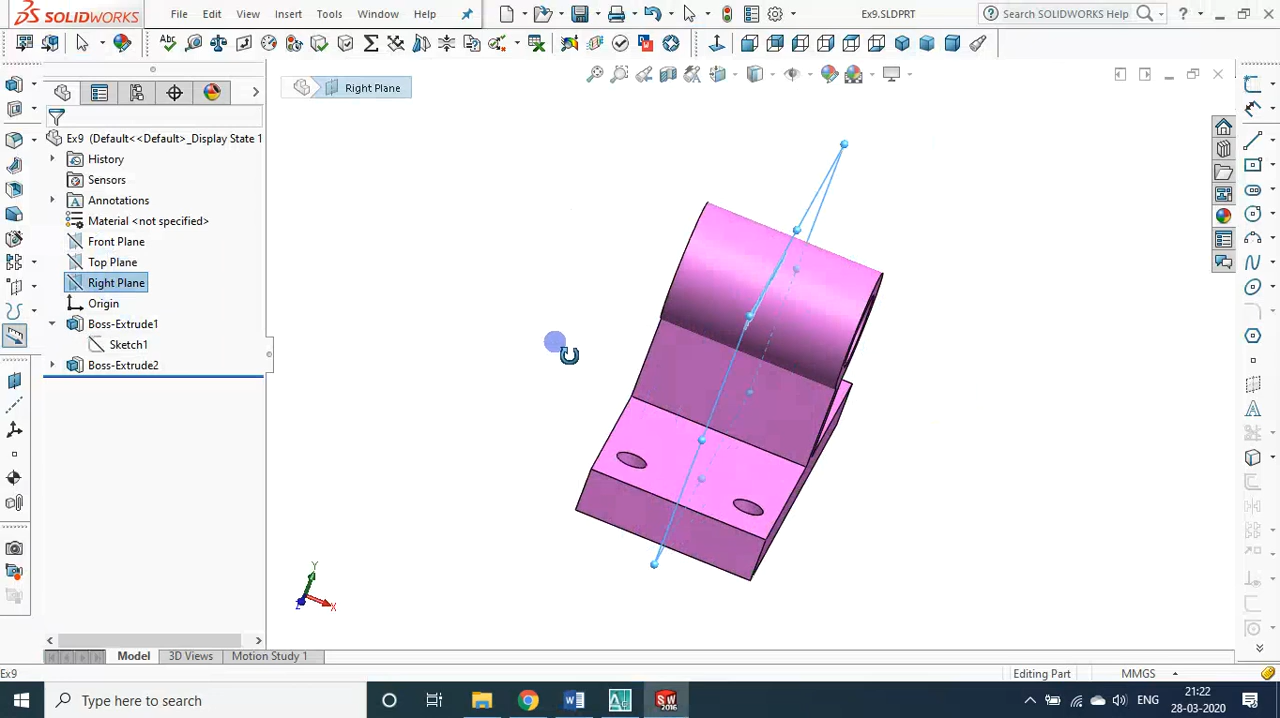 SOLIDWORKS File Edit View Insert Tools Window Help Ex9.SLDPRT Search SOLIDWORKS Help
Right Plane
Ex9 (Default<<Default>_Display State 1
History
Sensors
Annotations
Material <not specified>
Front Plane
Top Plane
Right Plane
Origin
Boss-Extrude1
Sketch1
Boss-Extrude2
Y
Z X
Model 3D Views Motion Study 1
Ex9 Editing Part MMGS
Type here to search ENG 21:22
28-03-2020
SW
2016